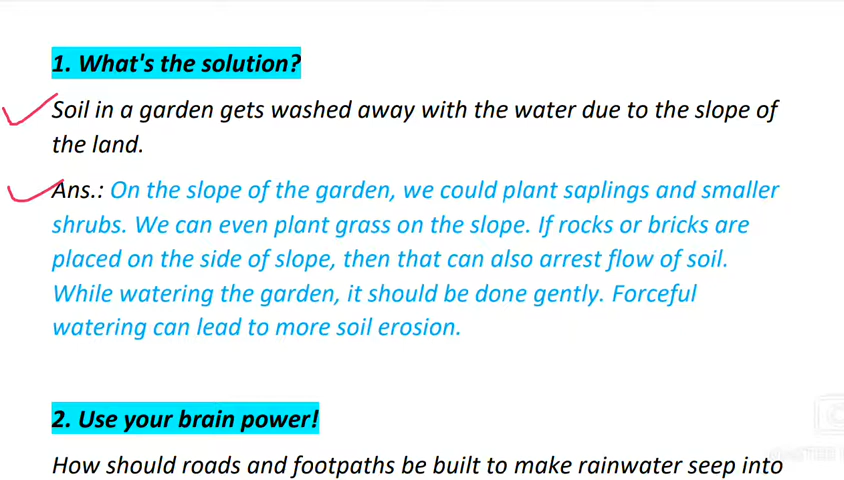 1. What's the solution?
Soil in a garden gets washed away with the water due to the slope of
the land.
Ans.: On the slope of the garden, we could plant saplings and smaller
shrubs. We can even plant grass on the slope. If rocks or bricks are
placed on the side of slope, then that can also arrest flow of soil.
While watering the garden, it should be done gently. Forceful
watering can lead to more soil erosion.
2. Use your brain power!
How should roads and footpaths be built to make rainwater seep into